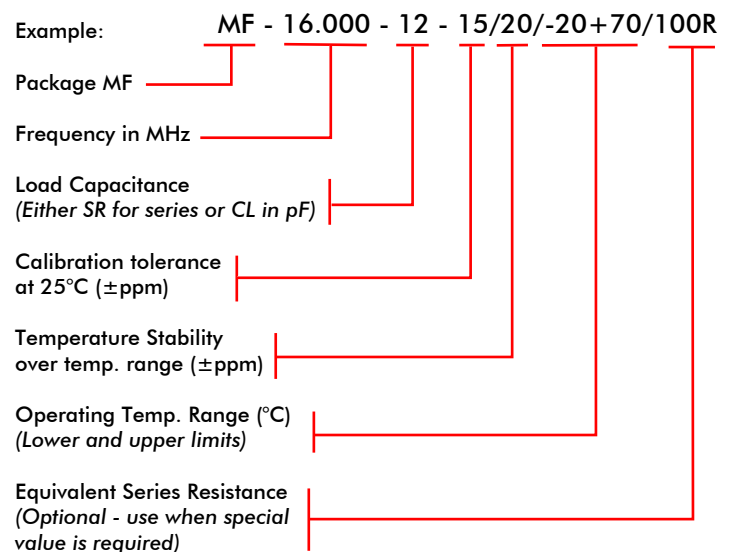 Example: MF - 16.000 - 12 - 15/20/-20+70/100R
Package MF
Frequency in MHz
Load Capacitance
(Either SR for series or CL in pF)
Calibration tolerance
at 25°C (±ppm)
Temperature Stability
over temp. range (±ppm)
Operating Temp. Range (°C)
(Lower and upper limits)
Equivalent Series Resistance
(Optional - use when special
value is required)